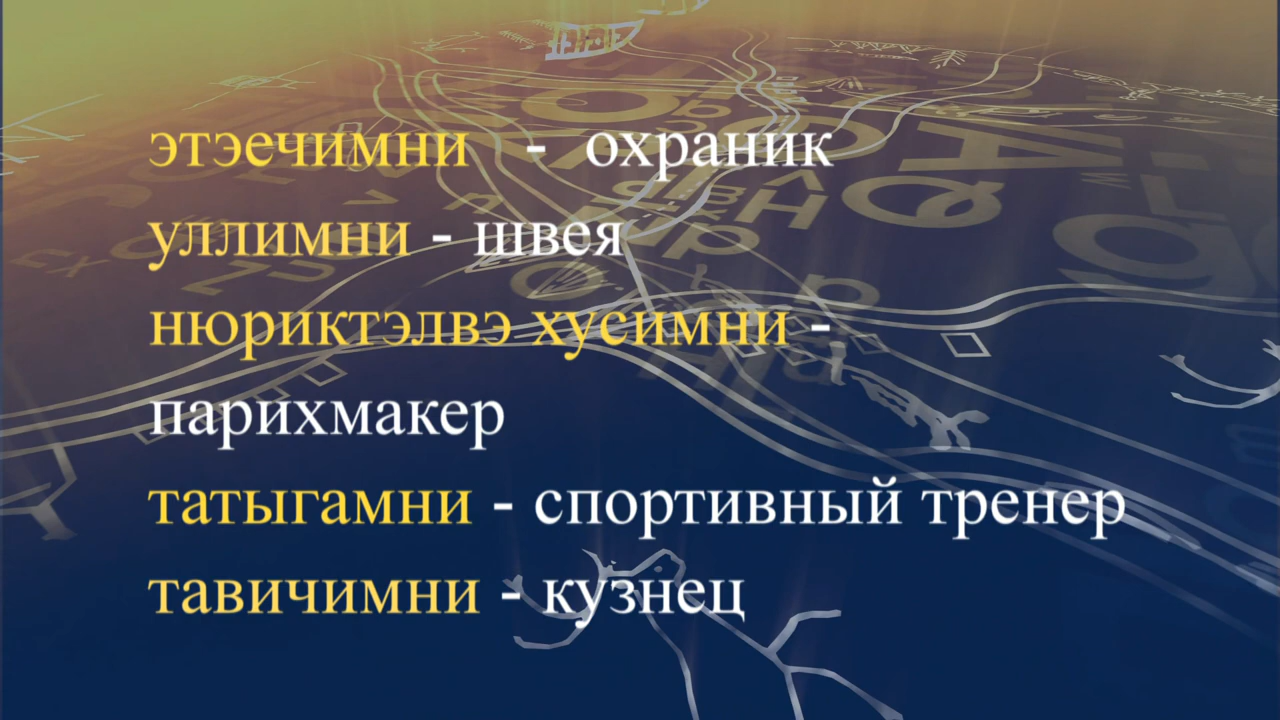 этэечимни - охраник
уллимни - швея
нюриктэлвэ хусимни -
парихмакер
татыгамни - спортивный тренер
тавичимни - кузнец